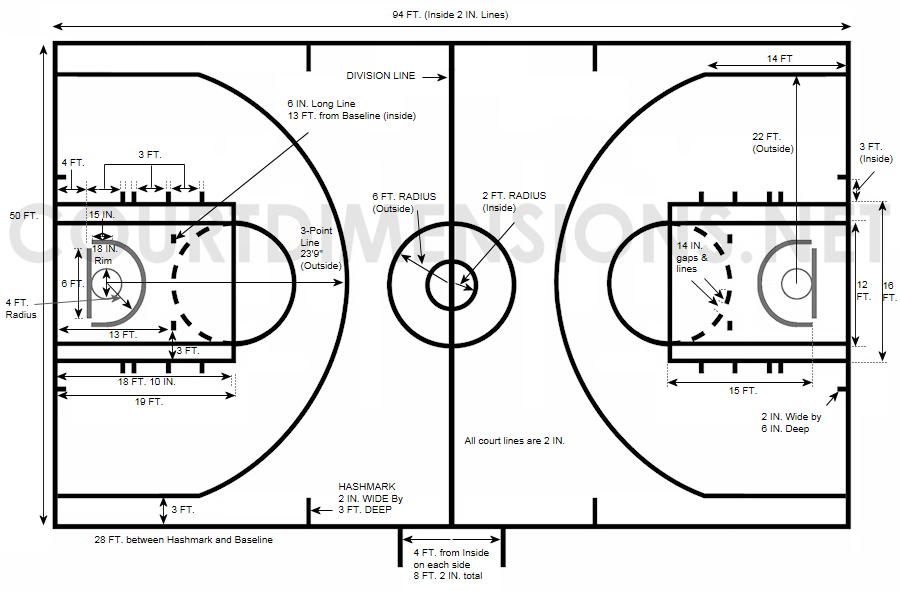 94 FT. (Inside 2 IN. Lines)
DIVISION LINE
14 FT
6 IN. Long Line
13 FT. from Baseline (inside)
22 FT.
(Outside)
3 FT.
(Inside)
4 FT.
3 FT.
6 FT. RADIUS
(Outside)
2 FT. RADIUS
(Inside)
50 FT.
15 IN.
COURTDIMENSIONS.NET
18 IN.
Rim
3-Point
Line
23'9"
(Outside)
14 IN.
gaps &
lines
6 FT.
12
FT.
16
FT.
4 FT.
Radius
13 FT.
3 FT.
18 FT. 10 IN.
19 FT.
15 FT.
2 IN. Wide by
6 IN. Deep
All court lines are 2 IN.
HASHMARK
2 IN. WIDE By
3 FT. DEEP
3 FT.
28 FT. between Hashmark and Baseline
4 FT. from Inside
on each side
8 FT. 2 IN. total